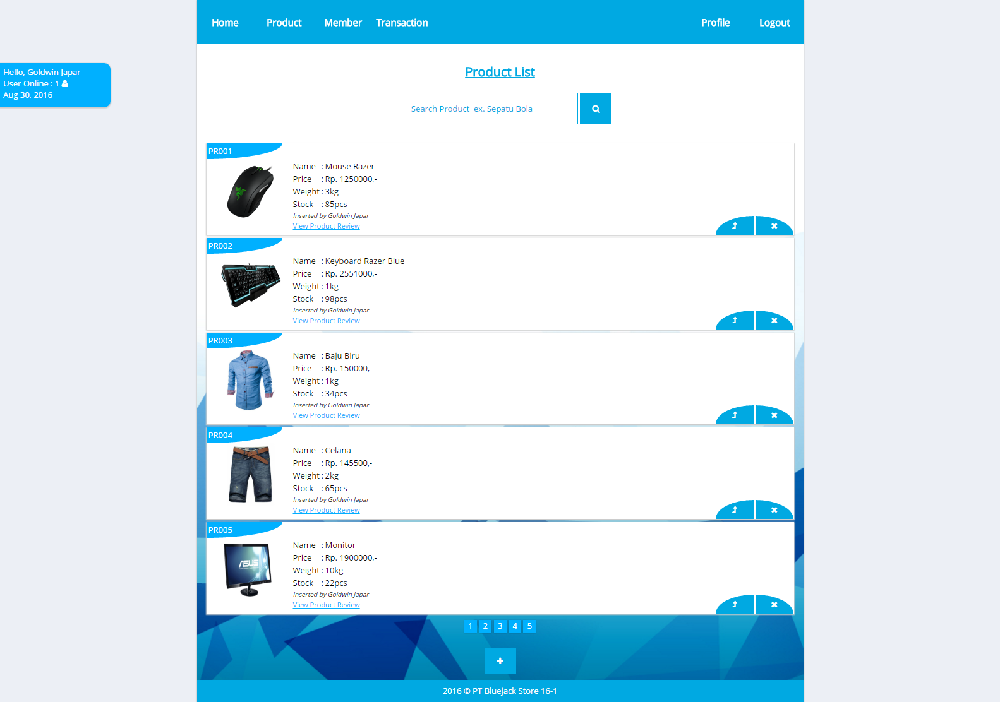 Home Product Member Transaction Profile Logout
Hello, Goldwin Japar
User Online : 1
Aug 30, 2016
Product List
Search Product  ex. Sepatu Bola
PR001
Name : Mouse Razer
Price : Rp. 1250000,-
Weight : 3kg
Stock : 85pcs
Inserted by Goldwin Japar
View Product Review
PR002
Name : Keyboard Razer Blue
Price : Rp. 2551000,-
Weight : 1kg
Stock : 98pcs
Inserted by Goldwin Japar
View Product Review
PR003
Name : Baju Biru
Price : Rp. 150000,-
Weight : 1kg
Stock : 34pcs
Inserted by Goldwin Japar
View Product Review
PR004
Name : Celana
Price : Rp. 145500,-
Weight : 2kg
Stock : 65pcs
Inserted by Goldwin Japar
View Product Review
PR005
ASUS
Name : Monitor
Price : Rp. 1900000,-
Weight : 10kg
Stock : 22pcs
Inserted by Goldwin Japar
View Product Review
1 2 3 4 5
2016 © PT Bluejack Store 16-1